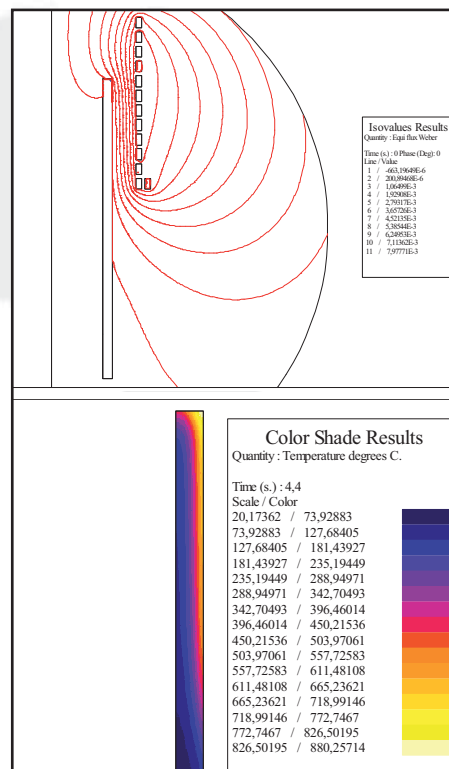 Isovalues Results
Quantity : Equi flux Weber
Time (s.) : 0 Phase (Deg): 0
Line / Value
1 / -663,19649E-6
2 / 200,89468E-6
3 / 1,06499E-3
4 / 1,92908E-3
5 / 2,79317E-3
6 / 3,65726E-3
7 / 4,52135E-3
8 / 5,38544E-3
9 / 6,24953E-3
10 / 7,11362E-3
11 / 7,97771E-3
Color Shade Results
Quantity : Temperature degrees C.
Time (s.) : 4,4
Scale / Color
20,17362 / 73,92883
73,92883 / 127,68405
127,68405 / 181,43927
181,43927 / 235,19449
235,19449 / 288,94971
288,94971 / 342,70493
342,70493 / 396,46014
396,46014 / 450,21536
450,21536 / 503,97061
503,97061 / 557,72583
557,72583 / 611,48108
611,48108 / 665,23621
665,23621 / 718,99146
718,99146 / 772,7467
772,7467 / 826,50195
826,50195 / 880,25714